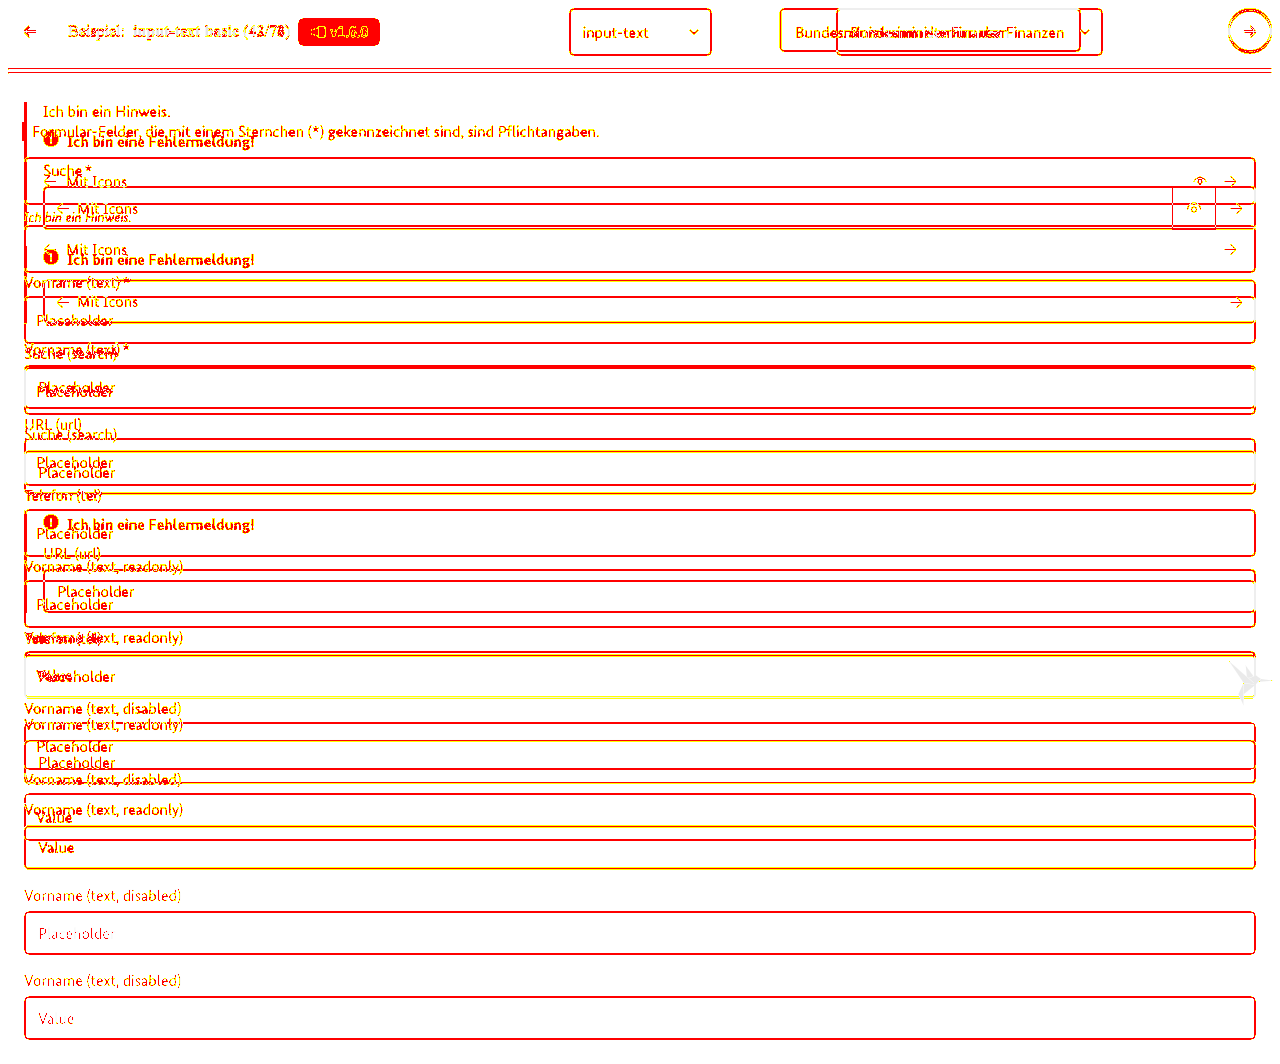 Beispiel: input-text basic (43/78) v1.6.0 input-text
Ich bin ein Hinweis.
Formular-Felder, die mit einem Sternchen (*) gekennzeichnet sind, sind Pflichtangaben.
Ich bin eine Fehlermeldung!
Suche *
Mit Icons
Mit Icons
Ich bin ein Hinweis.
Mit Icons
Ich bin eine Fehlermeldung!
Vorname (text) *
Mit Icons
Placeholder
Vorname (text) *
Suche (search)
Placeholder
Placeholder
URL (url)
Suche (search)
Placeholder
Placeholder
Telefon (tel)
Ich bin eine Fehlermeldung!
Placeholder
URL (url)
Vorname (text, readonly)
Placeholder
Placeholder
Vorname (text, readonly)
Placeholder
Vorname (text, disabled)
Vorname (text, readonly)
Placeholder
Placeholder
Vorname (text, disabled)
Vorname (text, readonly)
Value
Value
Vorname (text, disabled)
Placeholder
Vorname (text, disabled)
Value